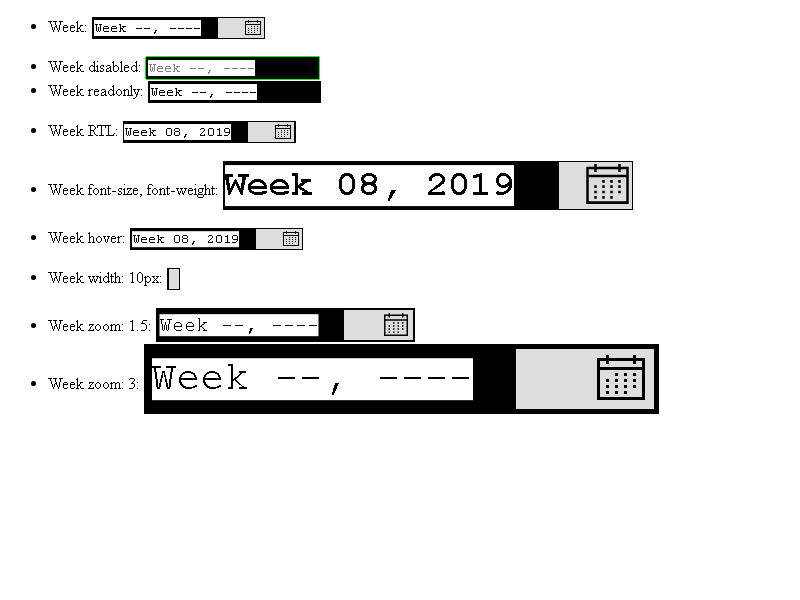 Week: Week --, ----
Week disabled: Week --, ----
Week readonly: Week --, ----
Week RTL: Week 08, 2019
Week font-size, font-weight: Week 08, 2019
Week hover: Week 08, 2019
Week width: 10px:
Week zoom: 1.5: Week --, ----
Week zoom: 3: Week --, ----